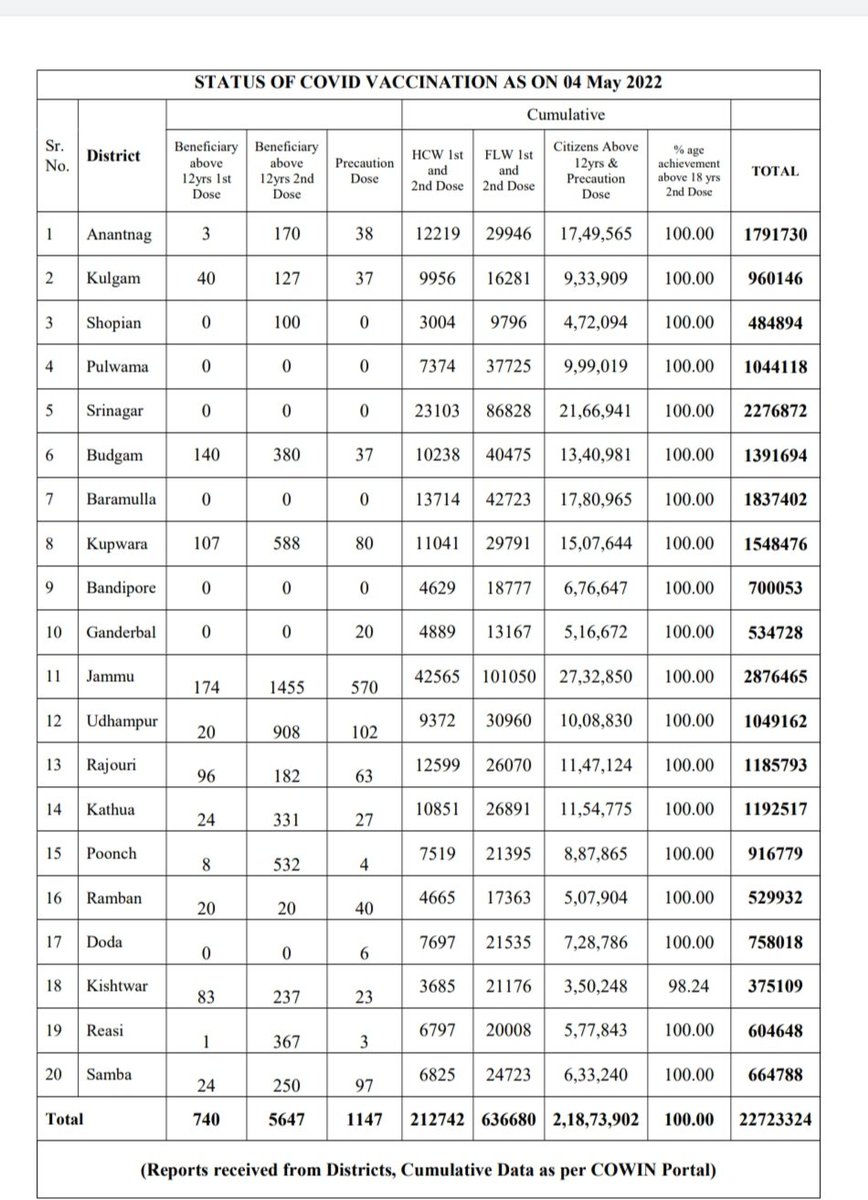 STATUS OF COVID VACCINATION AS ON 04 May 2022
Cumulative
Sr. No. District Beneficiary above 12yrs 1st Dose Beneficiary above 12yrs 2nd Dose Precaution Dose HCW 1st and 2nd Dose FLW 1st and 2nd Dose Citizens Above 12yrs & Precaution Dose % age achievement above 18 yrs 2nd Dose TOTAL
1 Anantnag 3 170 38 12219 29946 17,49,565 100.00 1791730
2 Kulgam 40 127 37 9956 16281 9,33,909 100.00 960146
3 Shopian 0 100 0 3004 9796 4,72,094 100.00 484894
4 Pulwama 0 0 0 7374 37725 9,99,019 100.00 1044118
5 Srinagar 0 0 0 23103 86828 21,66,941 100.00 2276872
6 Budgam 140 380 37 10238 40475 13,40,981 100.00 1391694
7 Baramulla 0 0 0 13714 42723 17,80,965 100.00 1837402
8 Kupwara 107 588 80 11041 29791 15,07,644 100.00 1548476
9 Bandipore 0 0 0 4629 18777 6,76,647 100.00 700053
10 Ganderbal 0 0 20 4889 13167 5,16,672 100.00 534728
11 Jammu 174 1455 570 42565 101050 27,32,850 100.00 2876465
12 Udhampur 20 908 102 9372 30960 10,08,830 100.00 1049162
13 Rajouri 96 182 63 12599 26070 11,47,124 100.00 1185793
14 Kathua 24 331 27 10851 26891 11,54,775 100.00 1192517
15 Poonch 8 532 4 7519 21395 8,87,865 100.00 916779
16 Ramban 20 20 40 4665 17363 5,07,904 100.00 529932
17 Doda 0 0 6 7697 21535 7,28,786 100.00 758018
18 Kishtwar 83 237 23 3685 21176 3,50,248 98.24 375109
19 Reasi 1 367 3 6797 20008 5,77,843 100.00 604648
20 Samba 24 250 97 6825 24723 6,33,240 100.00 664788
Total 740 5647 1147 212742 636680 2,18,73,902 100.00 22723324
(Reports received from Districts, Cumulative Data as per COWIN Portal)